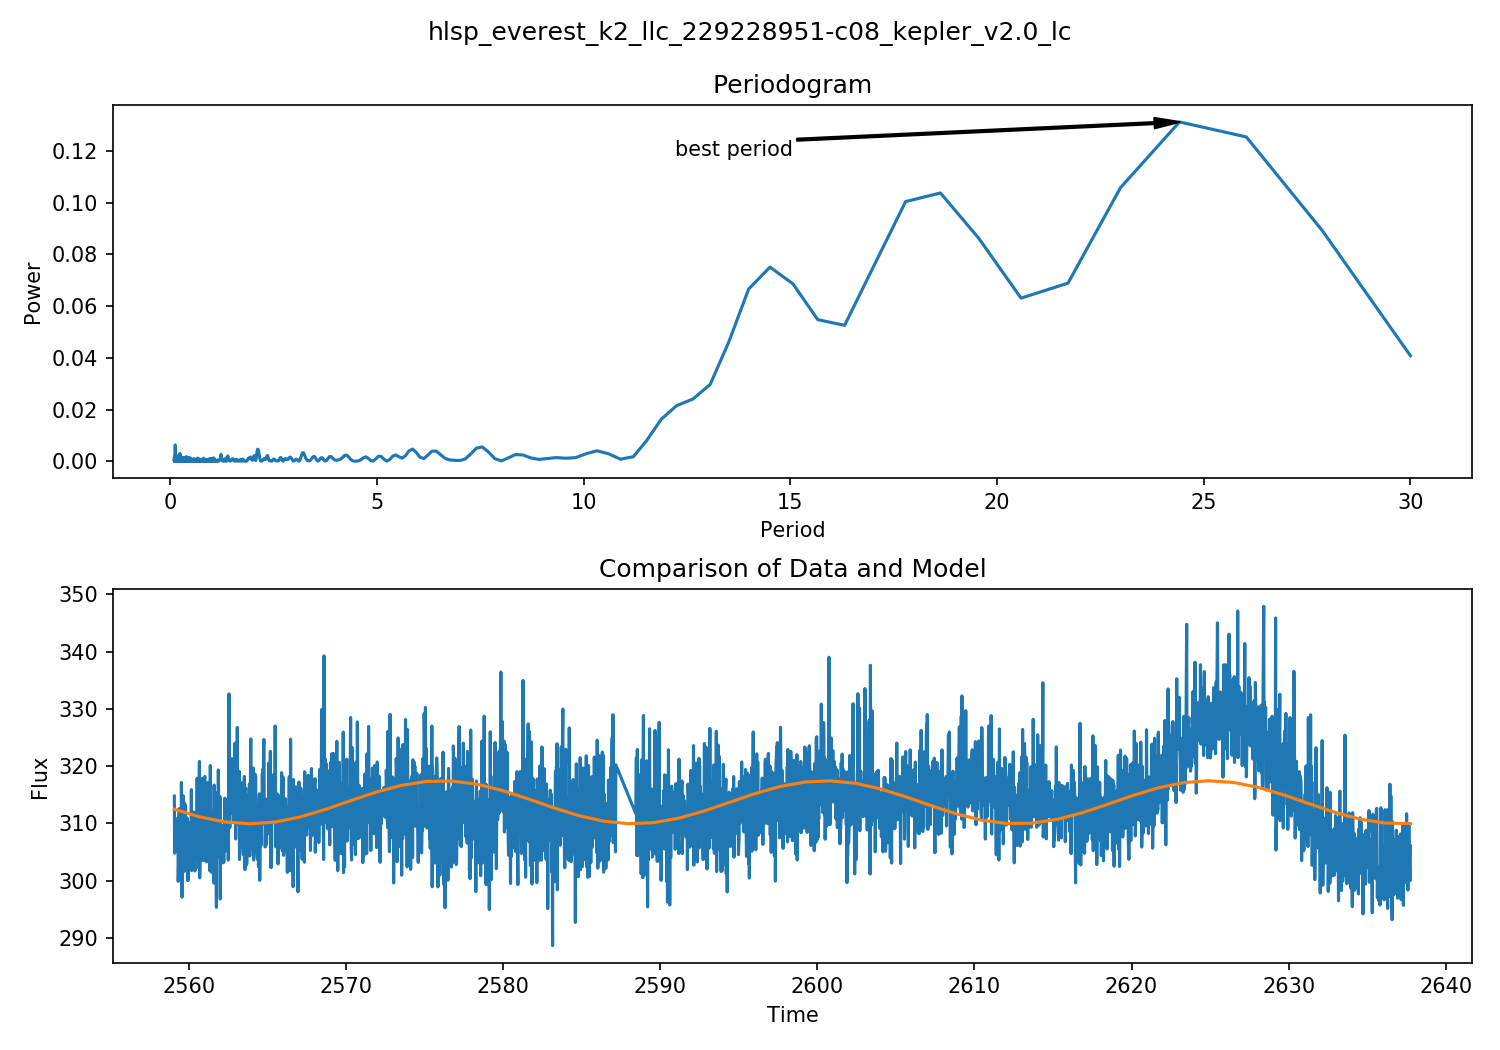 hlsp_everest_k2_llc_229228951-c08_kepler_v2.0_lc
Periodogram
best period
0.12
0.10
0.08
0.06
0.04
0.02
0.00
Power
0 5 10 15 20 25 30
Period
Comparison of Data and Model
350
340
330
320
310
300
290
Flux
2560 2570 2580 2590 2600 2610 2620 2630 2640
Time